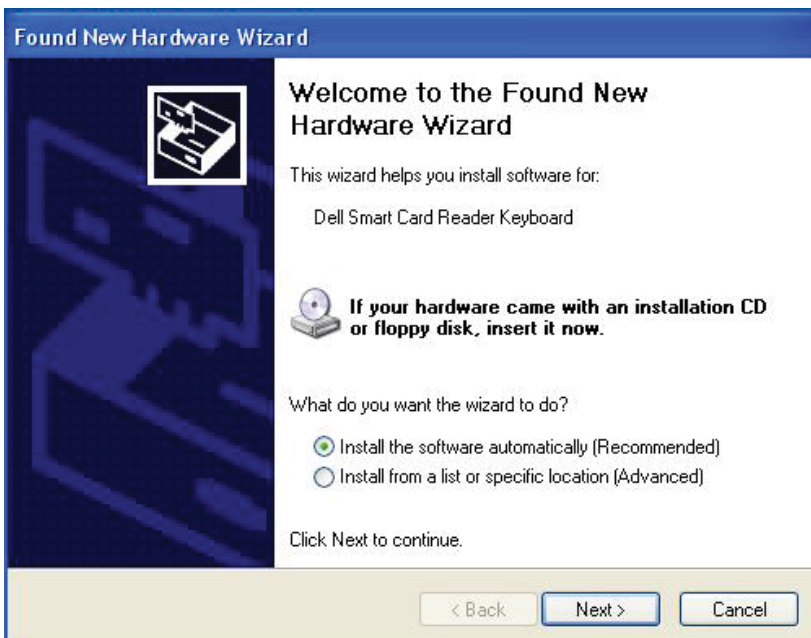 Found New Hardware Wizard
Welcome to the Found New
Hardware Wizard
This wizard helps you install software for:
Dell Smart Card Reader Keyboard
If your hardware came with an installation CD
or floppy disk, insert it now.
What do you want the wizard to do?
Install the software automatically (Recommended)
Install from a list or specific location (Advanced)
Click Next to continue.
< Back Next > Cancel